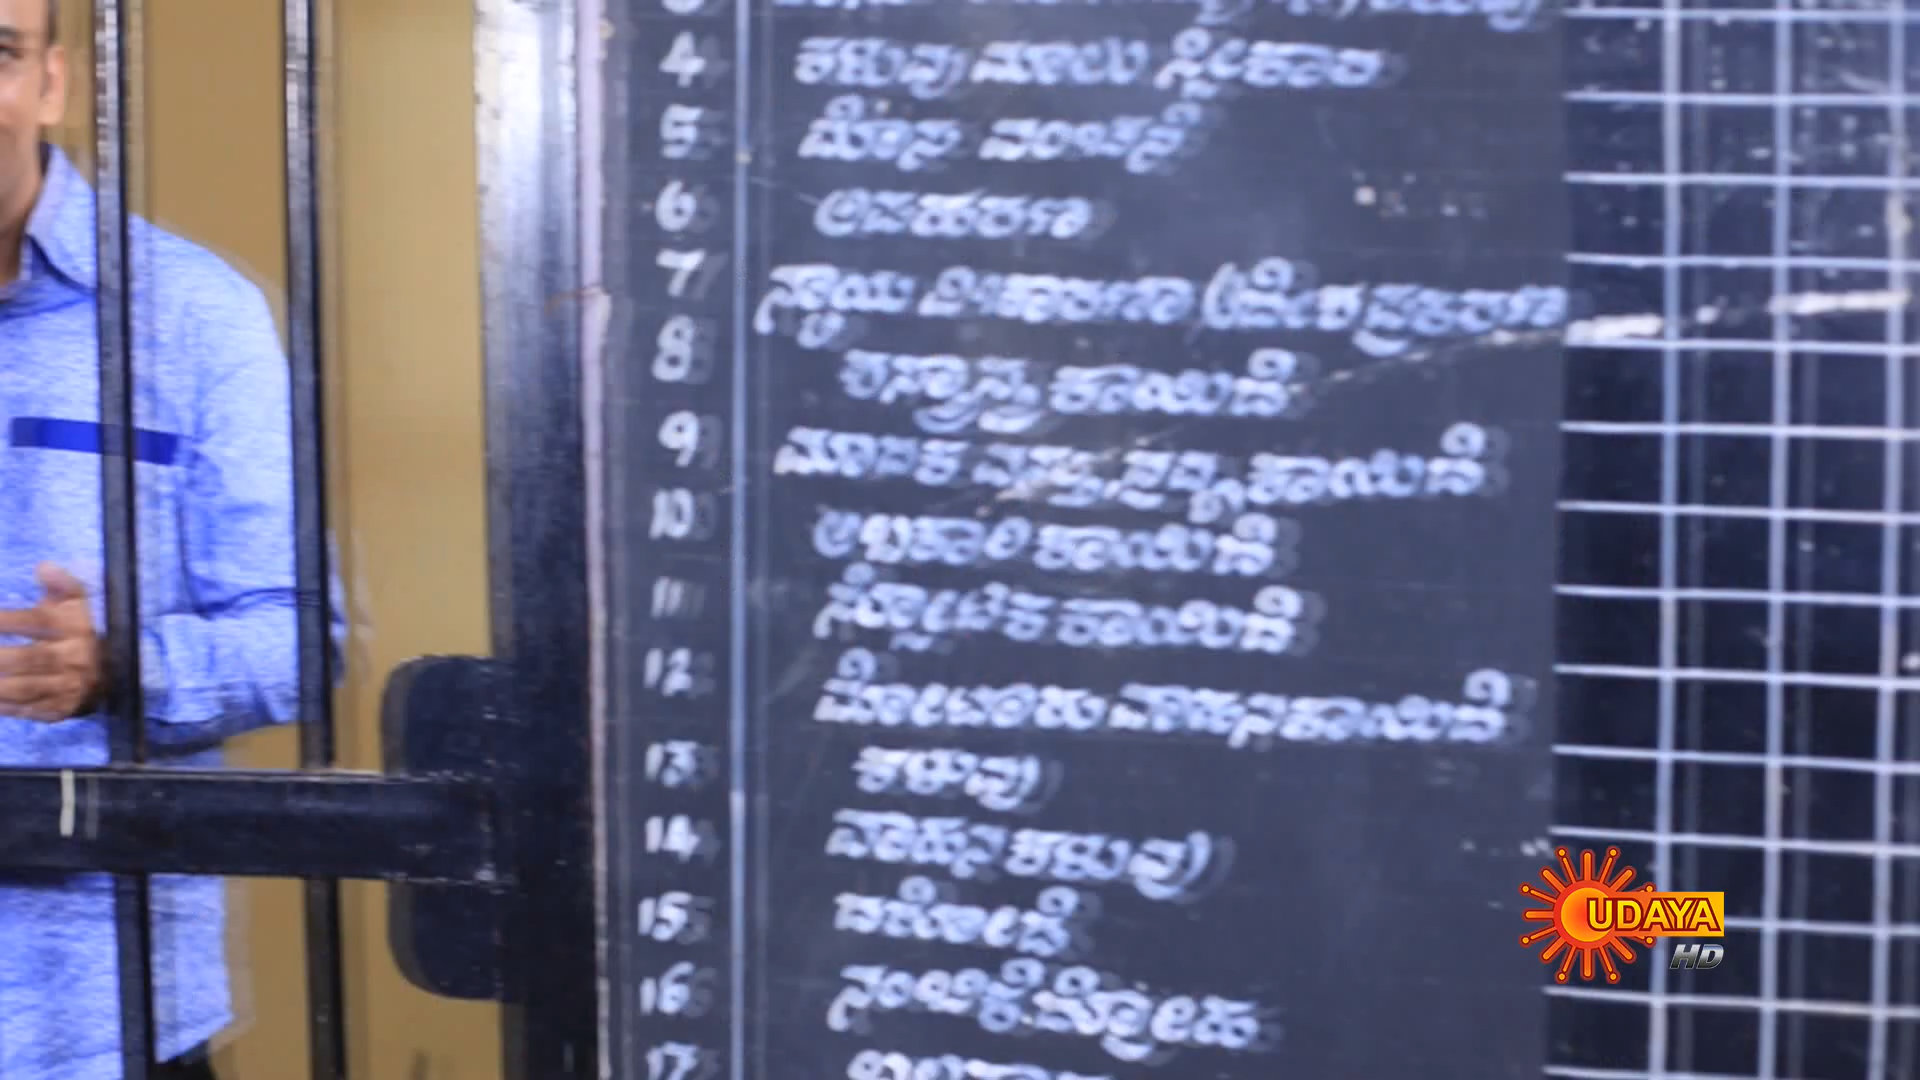 4 ಕಳುವು ಮಾಲು ಸ್ವೀಕಾರ
5 ಮೋಸ ವಂಚನೆ
6 ಅಪಹರಣ
7 ನ್ಯಾಯ
8 ಶಸ್ತ್ರಾಸ್ತ್ರ ಕಾಯಿದೆ
9 ಮಾದಕ ವಸ್ತು ಕಾಯಿದೆ
10 ಅಬಕಾರಿ ಕಾಯಿದೆ
11 ಸ್ಪೋಟಕ ಕಾಯಿದೆ
12 ಮೋಟಾರು ವಾಹನ ಕಾಯಿದೆ
13 ಕಳುವು
14 ವಾಹನ ಕಳುವು
15 ದರೋಡೆ
16 ನಂಬಿಕೆ ದ್ರೋಹ
17
UDAYA
HD